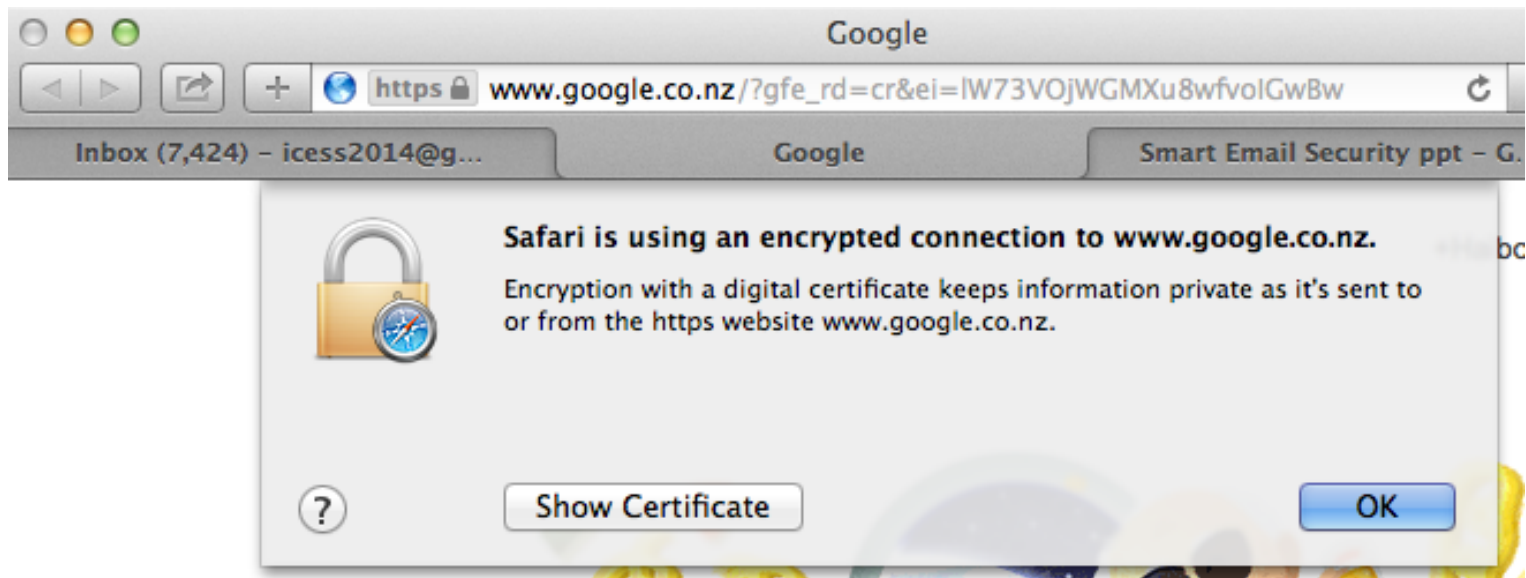 Google
https www.google.co.nz/?gfe_rd=cr&ei=lW73VOjWGMXu8wfvoIGwBw
Inbox (7,424) – icess2014@g... Google Smart Email Security ppt – G.
Safari is using an encrypted connection to www.google.co.nz.
Encryption with a digital certificate keeps information private as it's sent to
or from the https website www.google.co.nz.
? Show Certificate OK